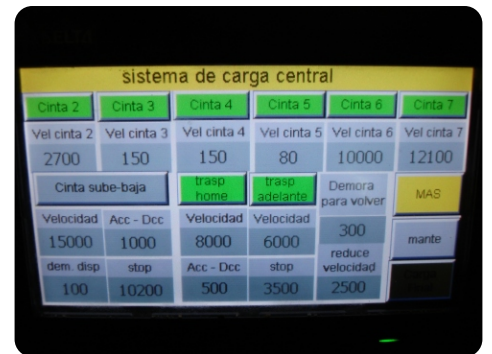 sistema de carga central
Cinta 2 Cinta 3 Cinta 4 Cinta 5 Cinta 6 Cinta 7
Vel cinta 2 Vel cinta 3 Vel cinta 4 Vel cinta 5 Vel cinta 6 Vel cinta 7
2700 150 150 80 10000 12100
Cinta sube-baja trasp home trasp adelante Demora para volver MAS
Velocidad Acc - Dcc Velocidad Velocidad 300 mante
15000 1000 8000 6000 reduce velocidad
dem. disp stop Acc - Dcc stop
100 10200 500 3500 2500